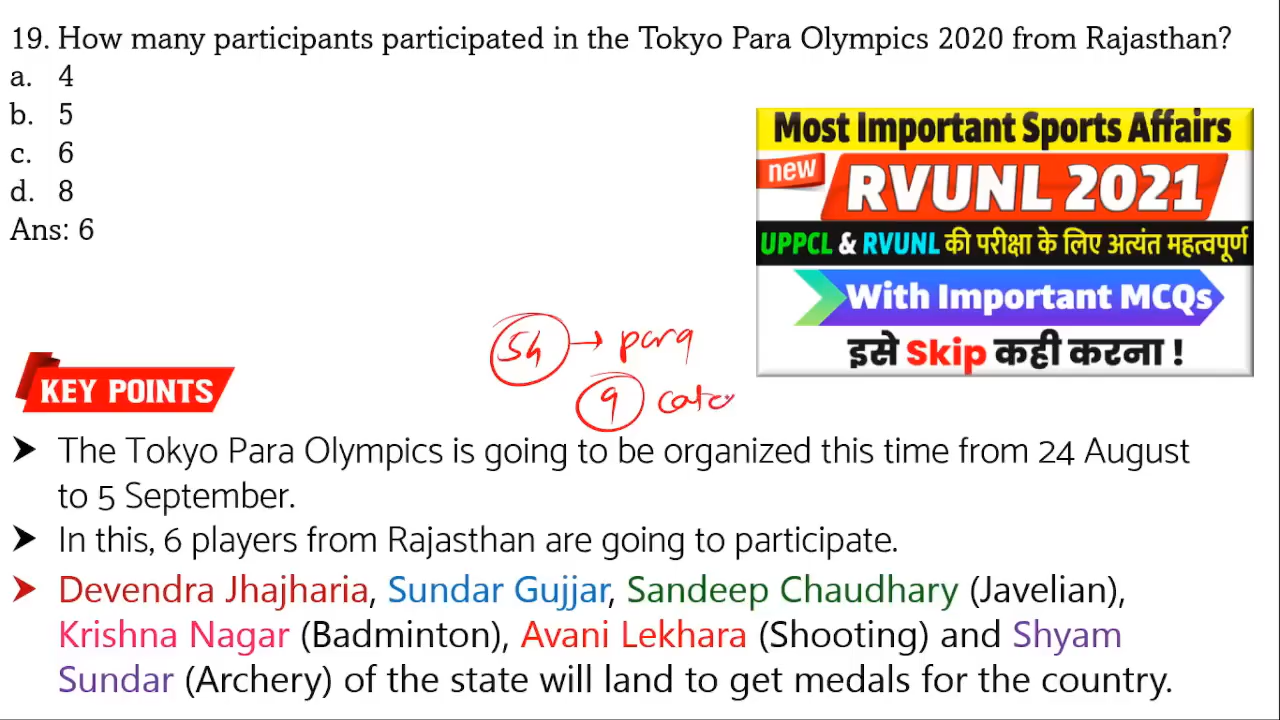 19. How many participants participated in the Tokyo Para Olympics 2020 from Rajasthan?
a. 4
b. 5
c. 6
d. 8
Ans: 6
Most Important Sports Affairs
new
RVUNL 2021
UPPCL & RVUNL की परीक्षा के लिए अत्यंत महत्वपूर्ण
With Important MCQs
इसे Skip कही करना !
54 → para
9 cate
KEY POINTS
➤ The Tokyo Para Olympics is going to be organized this time from 24 August
to 5 September.
➤ In this, 6 players from Rajasthan are going to participate.
➤ Devendra Jhajharia, Sundar Gujjar, Sandeep Chaudhary (Javelian),
Krishna Nagar (Badminton), Avani Lekhara (Shooting) and Shyam
Sundar (Archery) of the state will land to get medals for the country.